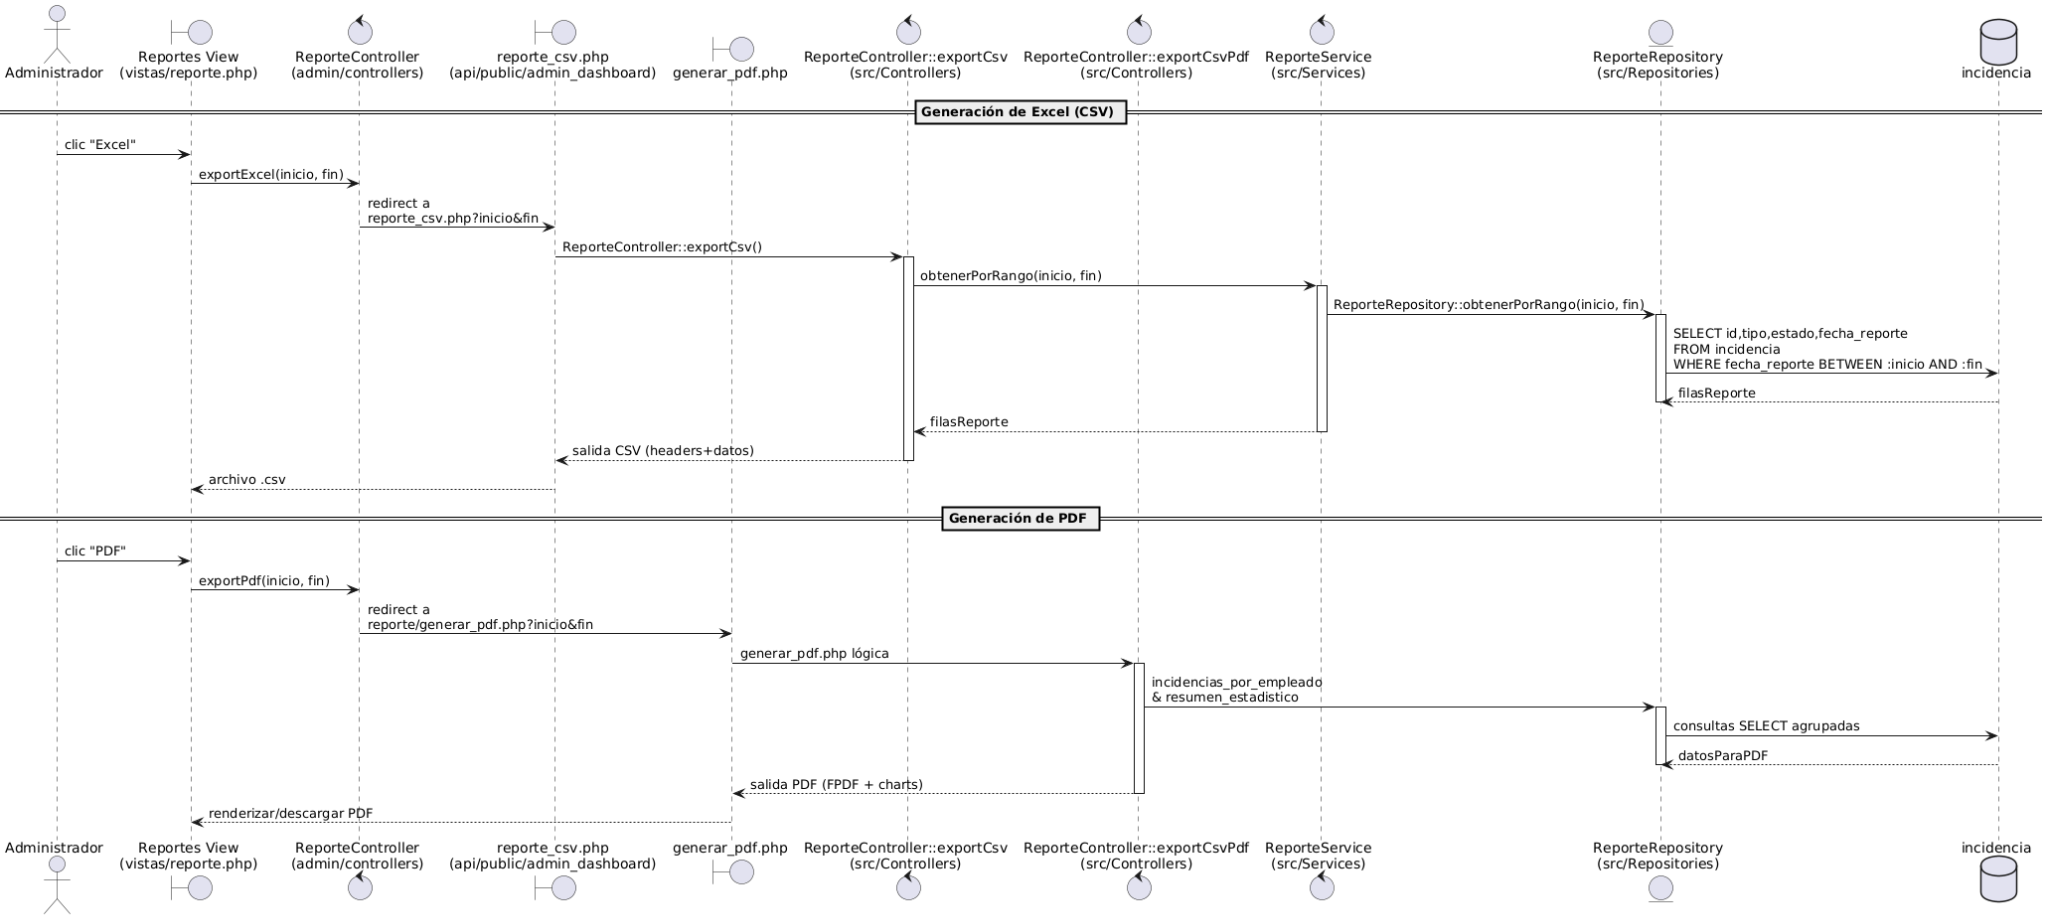 Administrador
Reportes View
(vistas/reporte.php)
ReporteController
(admin/controllers)
reporte_csv.php
(api/public/admin_dashboard)
generar_pdf.php
ReporteController::exportCsv
(src/Controllers)
ReporteController::exportCsvPdf
(src/Controllers)
ReporteService
(src/Services)
ReporteRepository
(src/Repositories)
incidencia
Generación de Excel (CSV)
clic "Excel"
exportExcel(inicio, fin)
redirect a
reporte_csv.php?inicio&fin
ReporteController::exportCsv()
obtenerPorRango(inicio, fin)
ReporteRepository::obtenerPorRango(inicio, fin)
SELECT id,tipo,estado,fecha_reporte
FROM incidencia
WHERE fecha_reporte BETWEEN :inicio AND :fin
filasReporte
filasReporte
salida CSV (headers+datos)
archivo .csv
Generación de PDF
clic "PDF"
exportPdf(inicio, fin)
redirect a
reporte/generar_pdf.php?inicio&fin
generar_pdf.php lógica
incidencias_por_empleado
& resumen_estadistico
consultas SELECT agrupadas
datosParaPDF
salida PDF (FPDF + charts)
renderizar/descargar PDF
Administrador
Reportes View
(vistas/reporte.php)
ReporteController
(admin/controllers)
reporte_csv.php
(api/public/admin_dashboard)
generar_pdf.php
ReporteController::exportCsv
(src/Controllers)
ReporteController::exportCsvPdf
(src/Controllers)
ReporteService
(src/Services)
ReporteRepository
(src/Repositories)
incidencia